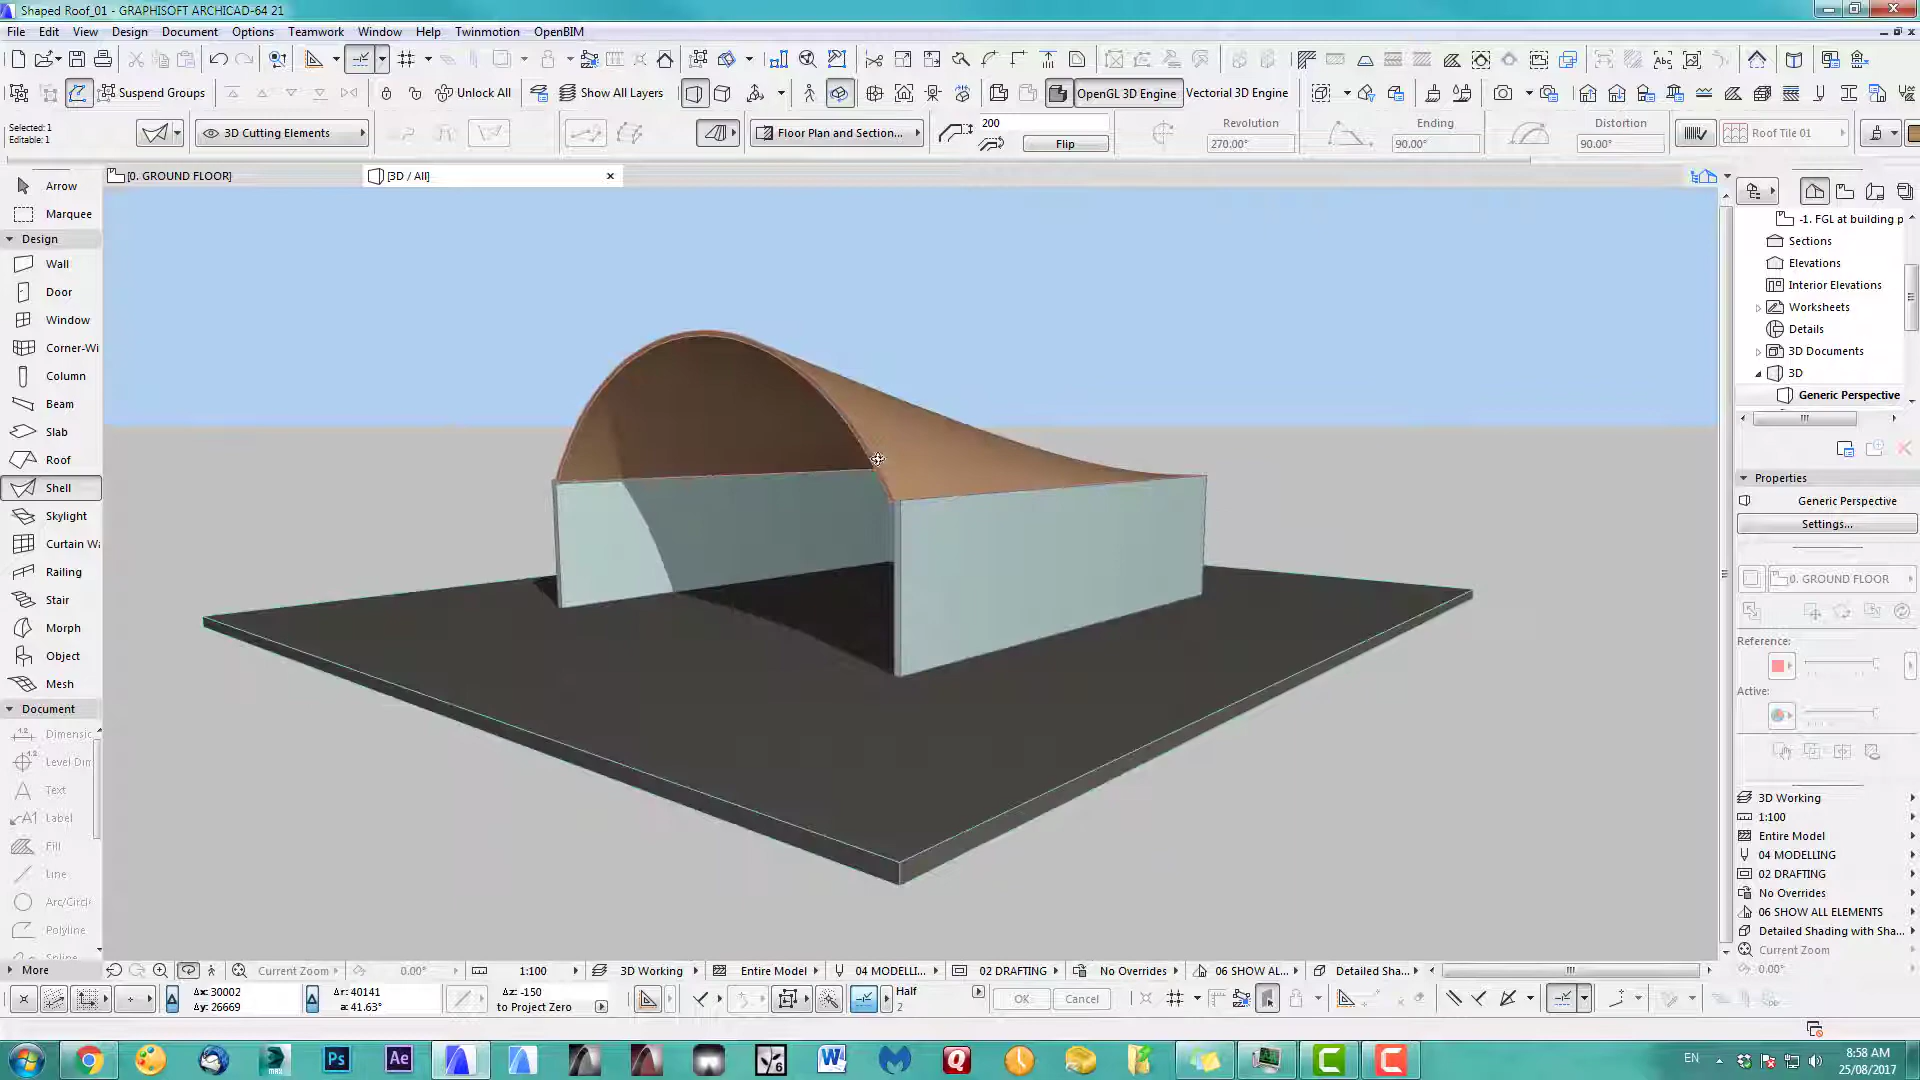 Shaped Roof_01 - GRAPHISOFT ARCHICAD-64 21
File Edit View Design Document Options Teamwork Window Help Twinmotion OpenBIM
Suspend Groups Unlock All Show All Layers OpenGL 3D Engine Vectorial 3D Engine
Selected: 1
Editable: 1
3D Cutting Elements
Floor Plan and Section...
200
Flip
Revolution
270.00°
Ending
90.00°
Distortion
90.00°
Roof Tile 01
[0. GROUND FLOOR]
[3D / All]
Arrow
Marquee
Design
Wall
Door
Window
Corner-Wi
Column
Beam
Slab
Roof
Shell
Skylight
Curtain Wa
Railing
Stair
Morph
Object
Mesh
Document
Dimensic
Level Din
Text
A1 Label
Fill
Line
Arc/Circl
Polyline
Spline
More
-1. FGL at building p
Sections
Elevations
Interior Elevations
Worksheets
Details
3D Documents
3D
Generic Perspective
Properties
Generic Perspective
Settings...
0. GROUND FLOOR
Reference:
Active:
3D Working
1:100
Entire Model
04 MODELLING
02 DRAFTING
No Overrides
06 SHOW ALL ELEMENTS
Detailed Shading with Sha...
Current Zoom
0.00°
Current Zoom 0.00° 1:100 3D Working Entire Model 04 MODELLI... 02 DRAFTING No Overrides 06 SHOW AL... Detailed Sha...
Δx: 30002
Δy: 26669
Δr: 40141
a: 41.63°
Δz: -150
to Project Zero
Half
2
OK
Cancel
EN
8:58 AM
25/08/2017